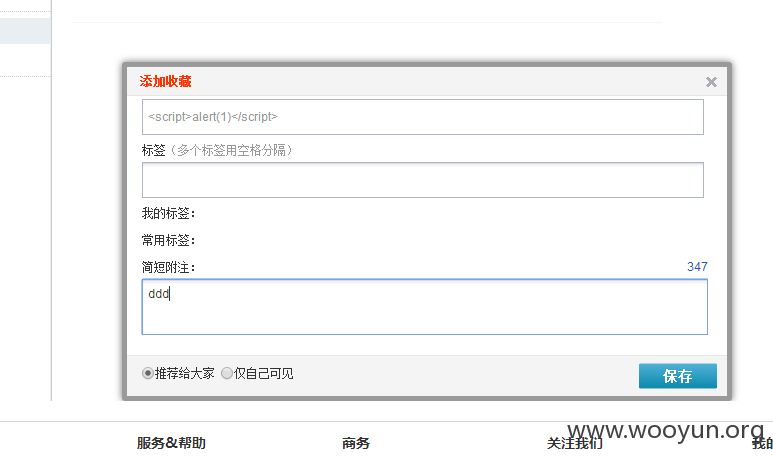 添加收藏
<script>alert(1)</script>
标签（多个标签用空格分隔）
我的标签：
常用标签：
简短附注： 347
ddd
推荐给大家 仅自己可见 保存
www.wooyun.org
服务&帮助 商务 关注我们 我的